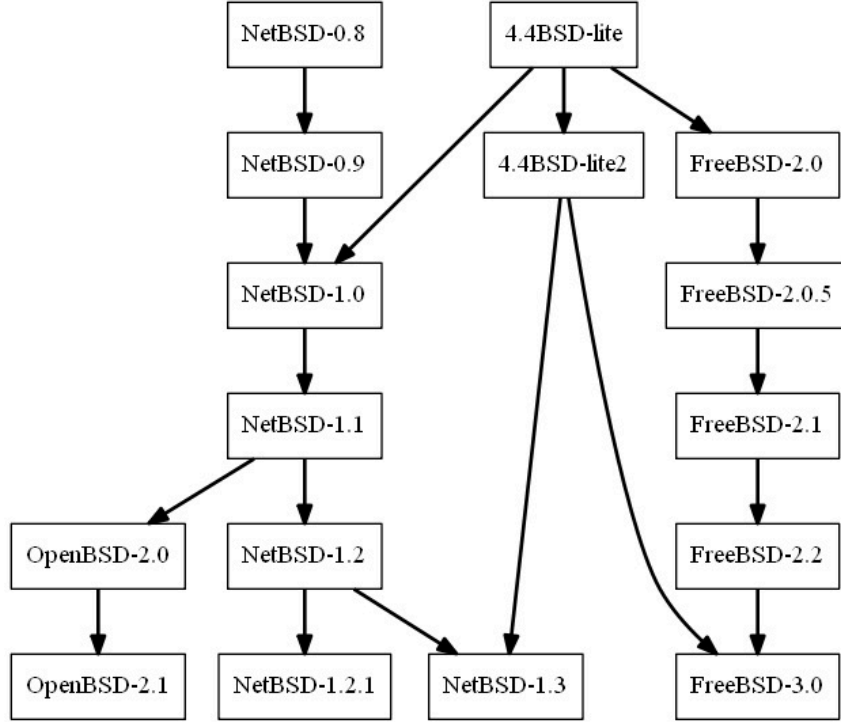 NetBSD-0.8
4.4BSD-lite
NetBSD-0.9
4.4BSD-lite2
FreeBSD-2.0
NetBSD-1.0
FreeBSD-2.0.5
NetBSD-1.1
FreeBSD-2.1
OpenBSD-2.0
NetBSD-1.2
FreeBSD-2.2
OpenBSD-2.1
NetBSD-1.2.1
NetBSD-1.3
FreeBSD-3.0